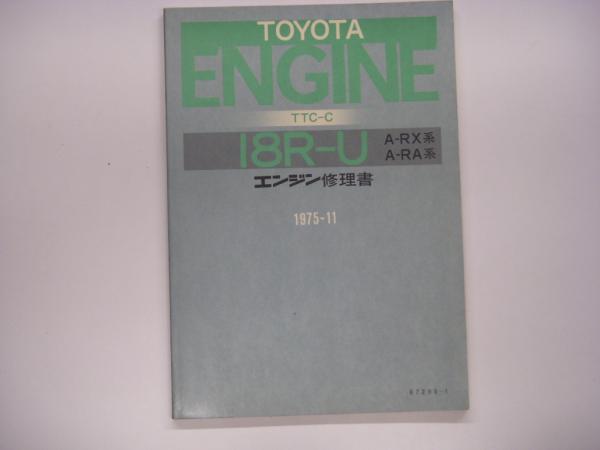 TOYOTA
ENGINE
TTC-C
18R-U
A-RX系
A-RA系
エンジン修理書
1975-11